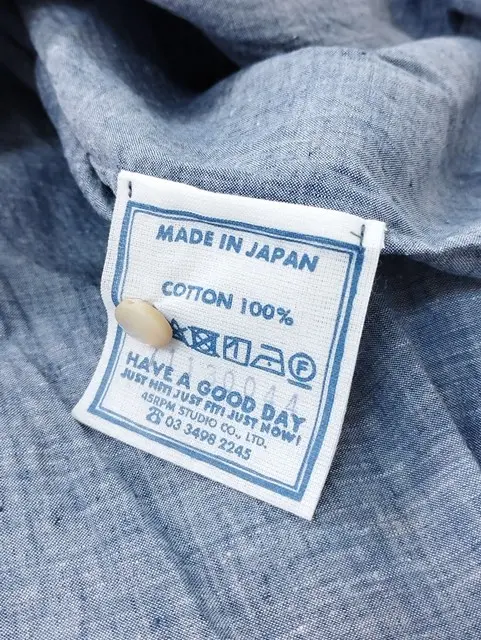 MADE IN JAPAN
COTTON 100%
F
HAVE A GOOD DAY
JUST HIT! JUST FIT! JUST NOW!
45RPM STUDIO CO., LTD.
☎ 03 3498 2245